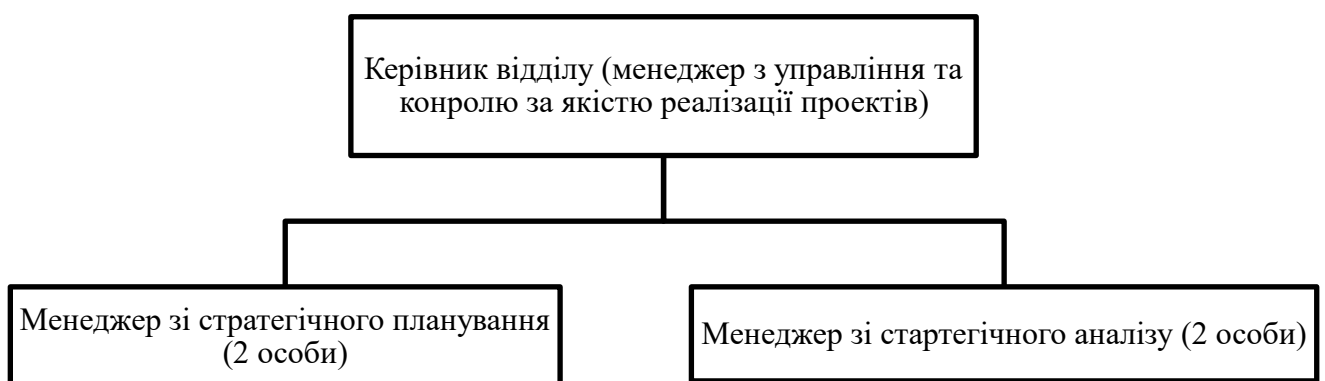 Керівник відділу (менеджер з управління та
конролю за якістю реалізації проектів)
Менеджер зі стратегічного планування
(2 особи)
Менеджер зі стартегічного аналізу (2 особи)